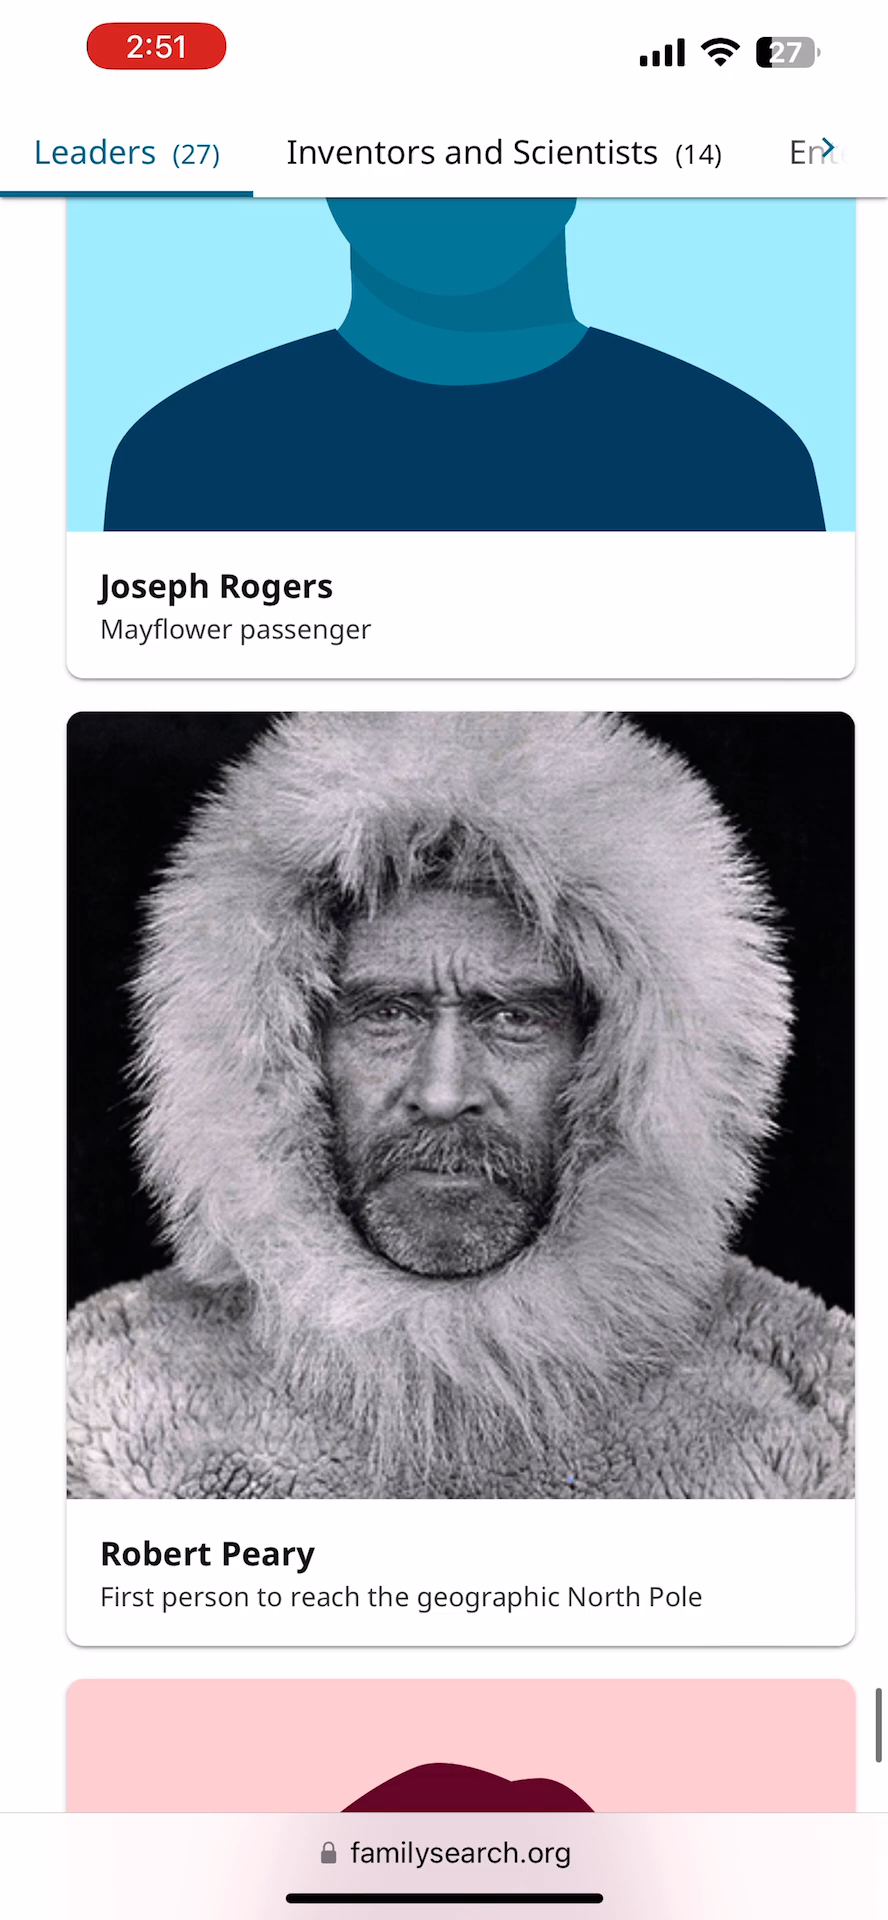 2:51
27
Leaders (27)
Inventors and Scientists (14)
Joseph Rogers
Mayflower passenger
Robert Peary
First person to reach the geographic North Pole
familysearch.org